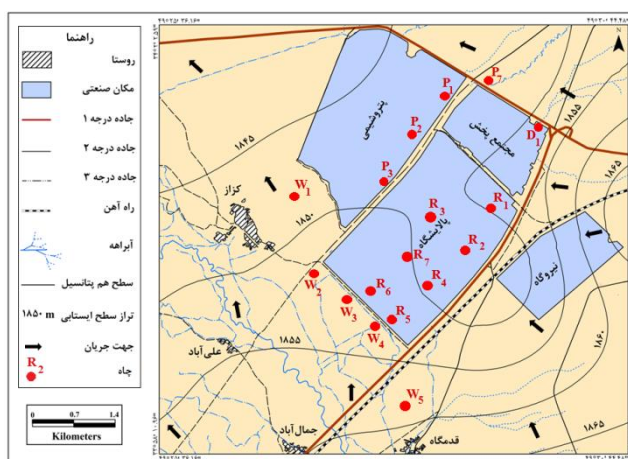 راهنما
روستا
مکان صنعتی
جاده درجه ۱
جاده درجه ۲
جاده درجه ۳
راه آهن
آبراهه
سطح هم پتانسیل
۱۸۵۰ m تراز سطح ایستابی
جهت جریان
R2 چاه
0 0.7 1.4
Kilometers
N
پتروشیمی
مجتمع پخش
پالایشگاه
نیروگاه
کزاز
علی‌آباد
جمال‌آباد
قدمگاه
P1
P2
P3
P7
D1
R1
R2
R3
R4
R5
R6
R7
W1
W2
W3
W4
W5
۱۸۴۵
۱۸۵۰
۱۸۵۵
۱۸۵۵
۱۸۶۵
۱۸۶۰
۱۸۶۵